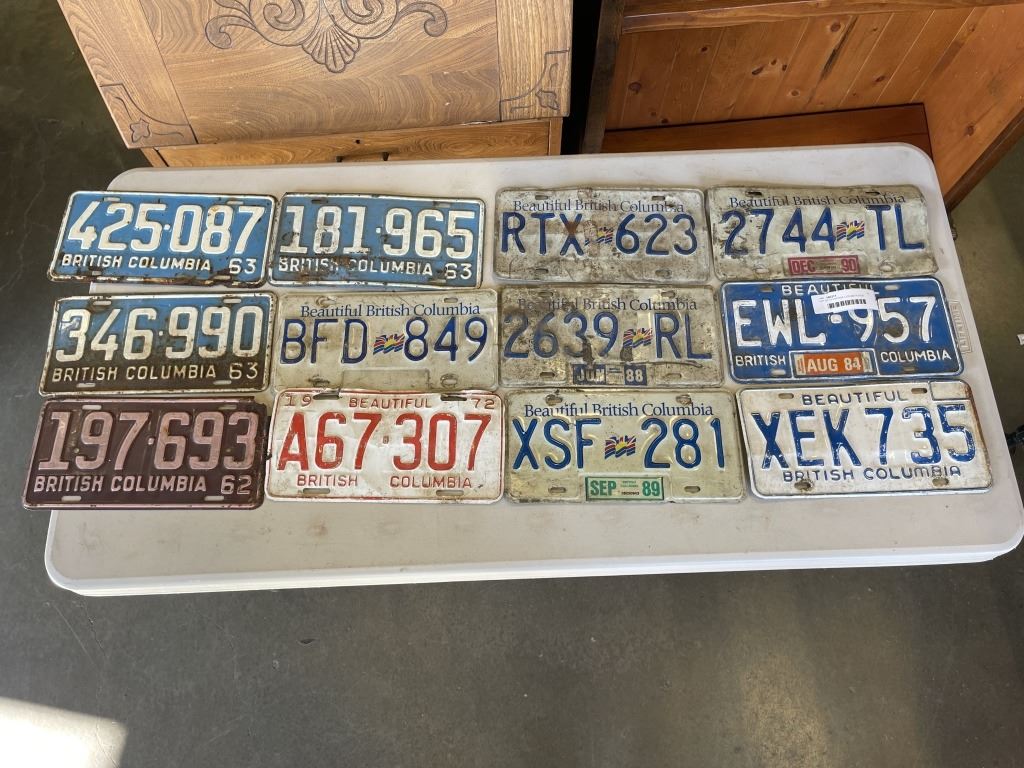 425·087
BRITISH COLUMBIA 63
181·965
BRITISH COLUMBIA 63
Beautiful British Columbia
RTX 623
Beautiful British Columbia
2744 TL
DEC 90
346·990
BRITISH COLUMBIA 63
Beautiful British Columbia
BFD 849
Beautiful British Columbia
2639 RL
JUN 88
BEAUTIFUL
EWL·957
BRITISH COLUMBIA
AUG 84
197·693
BRITISH COLUMBIA 62
19 BEAUTIFUL 72
A67·307
BRITISH COLUMBIA
Beautiful British Columbia
XSF 281
SEP 89
BEAUTIFUL
XEK 735
BRITISH COLUMBIA